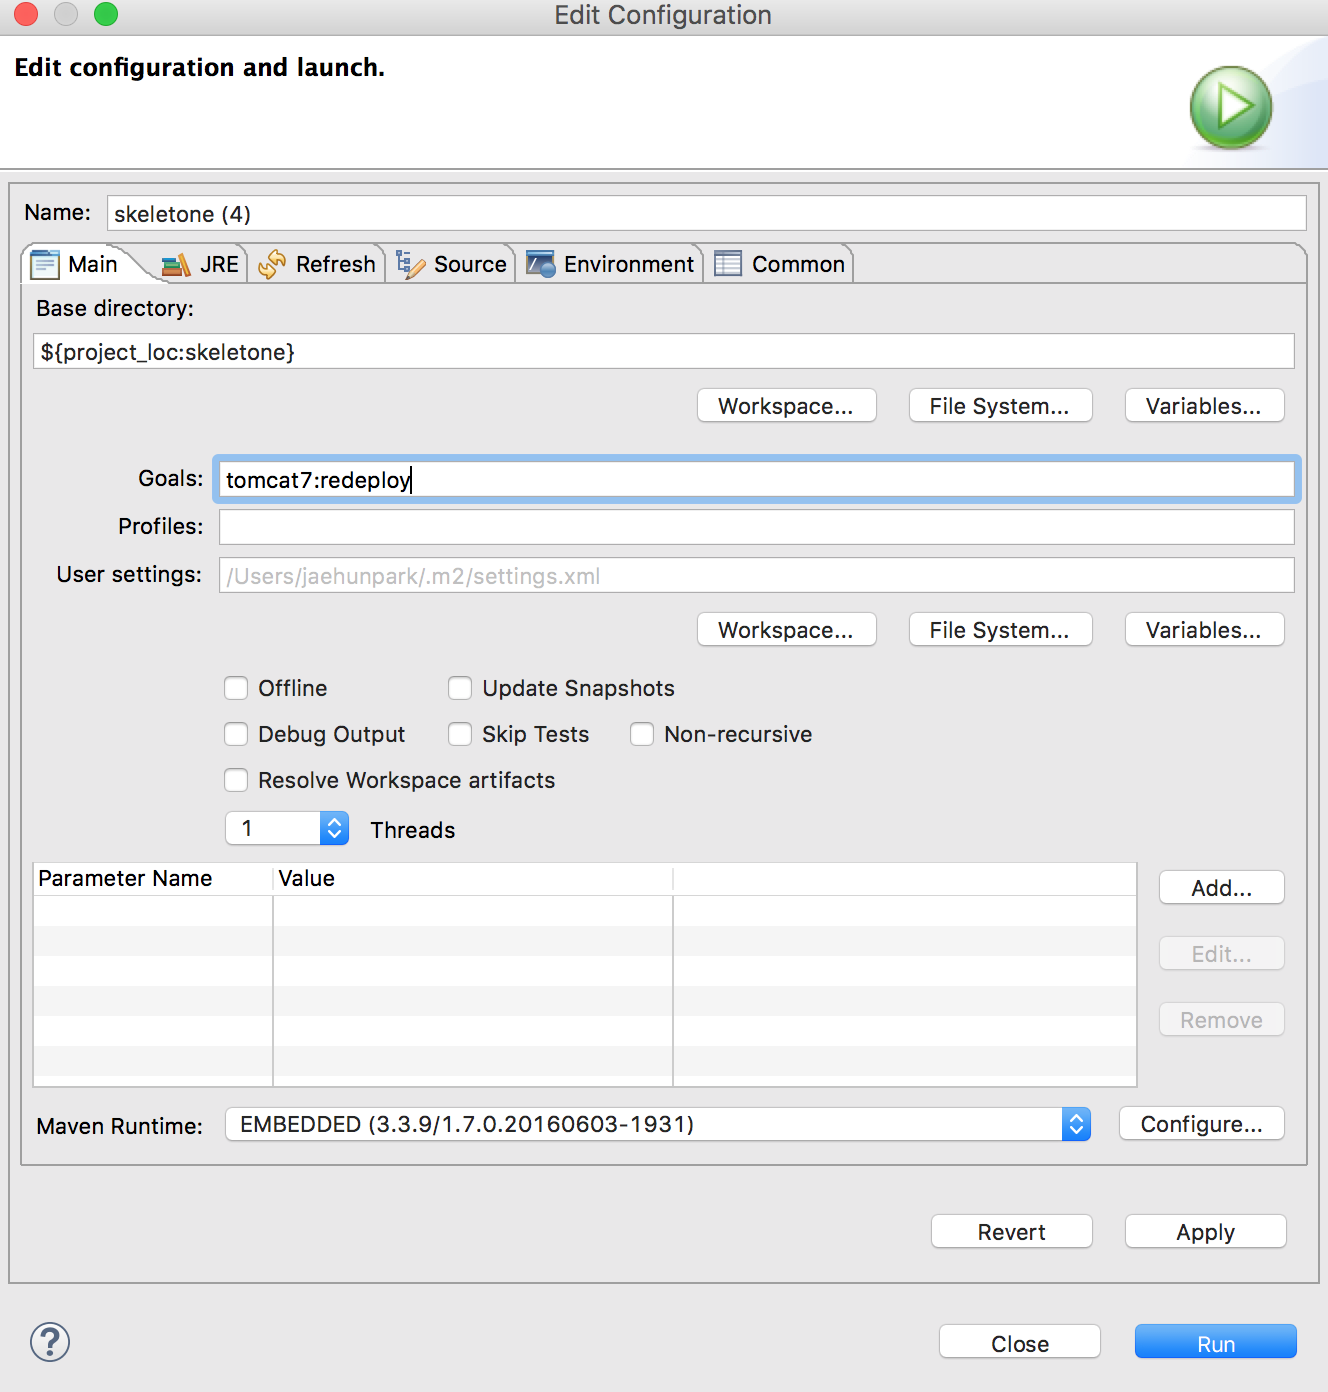 Edit Configuration
Edit configuration and launch.
Name: skeletone (4)
Main JRE Refresh Source Environment Common
Base directory:
${project_loc:skeletone}
Workspace... File System... Variables...
Goals: tomcat7:redeploy
Profiles:
User settings: /Users/jaehunpark/.m2/settings.xml
Workspace... File System... Variables...
Offline Update Snapshots
Debug Output Skip Tests Non-recursive
Resolve Workspace artifacts
1 Threads
Parameter Name Value
Add...
Edit...
Remove
Maven Runtime: EMBEDDED (3.3.9/1.7.0.20160603-1931) Configure...
Revert Apply
? Close Run